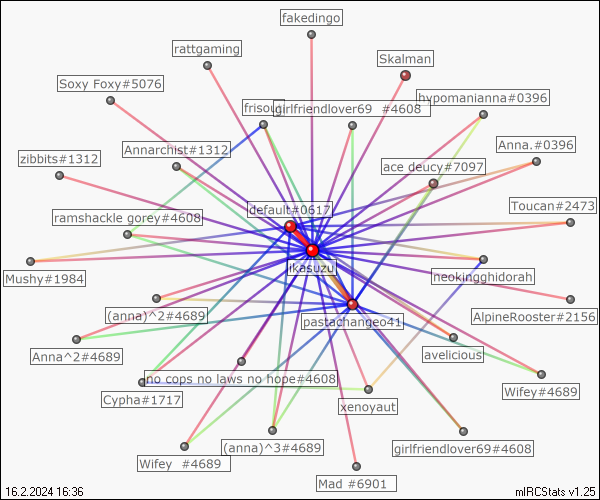 fakedingo
rattgaming
Skalman
Soxy Foxy#5076
hypomanianna#0396
girlfriendlover69 #4608
Annarchist#1312
Anna.#0396
zibbits#1312
ace deucy#7097
default#0617
Toucan#2473
ramshackle gorey#4608
ikasuzu
Mushy#1984
neokingghidorah
(anna)^2#4689
pastachangeo41
AlpineRooster#2156
Anna^2#4689
avelicious
no cops no laws no hope#4608
Wifey#4689
Cypha#1717
xenoyaut
(anna)^3#4689
girlfriendlover69#4608
Wifey #4689
Mad #6901
16.2.2024 16:36
mIRCStats v1.25